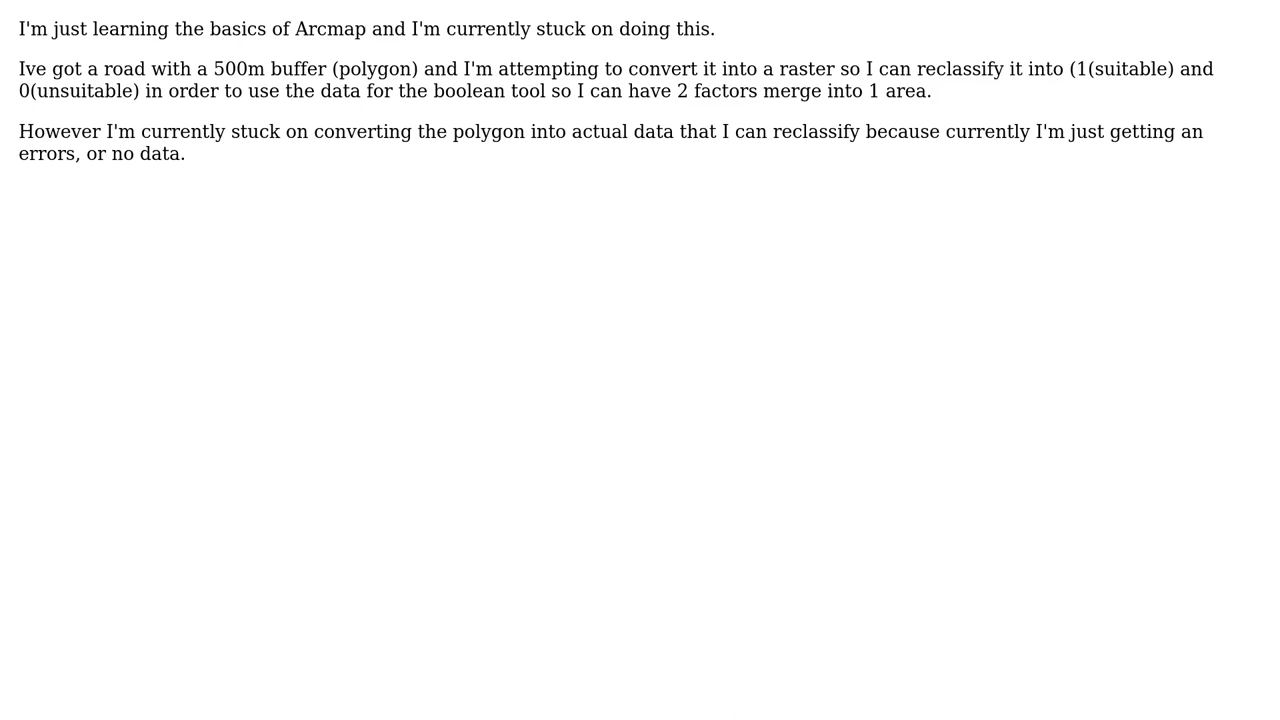 I'm just learning the basics of Arcmap and I'm currently stuck on doing this.
Ive got a road with a 500m buffer (polygon) and I'm attempting to convert it into a raster so I can reclassify it into (1(suitable) and
0(unsuitable) in order to use the data for the boolean tool so I can have 2 factors merge into 1 area.
However I'm currently stuck on converting the polygon into actual data that I can reclassify because currently I'm just getting an
errors, or no data.